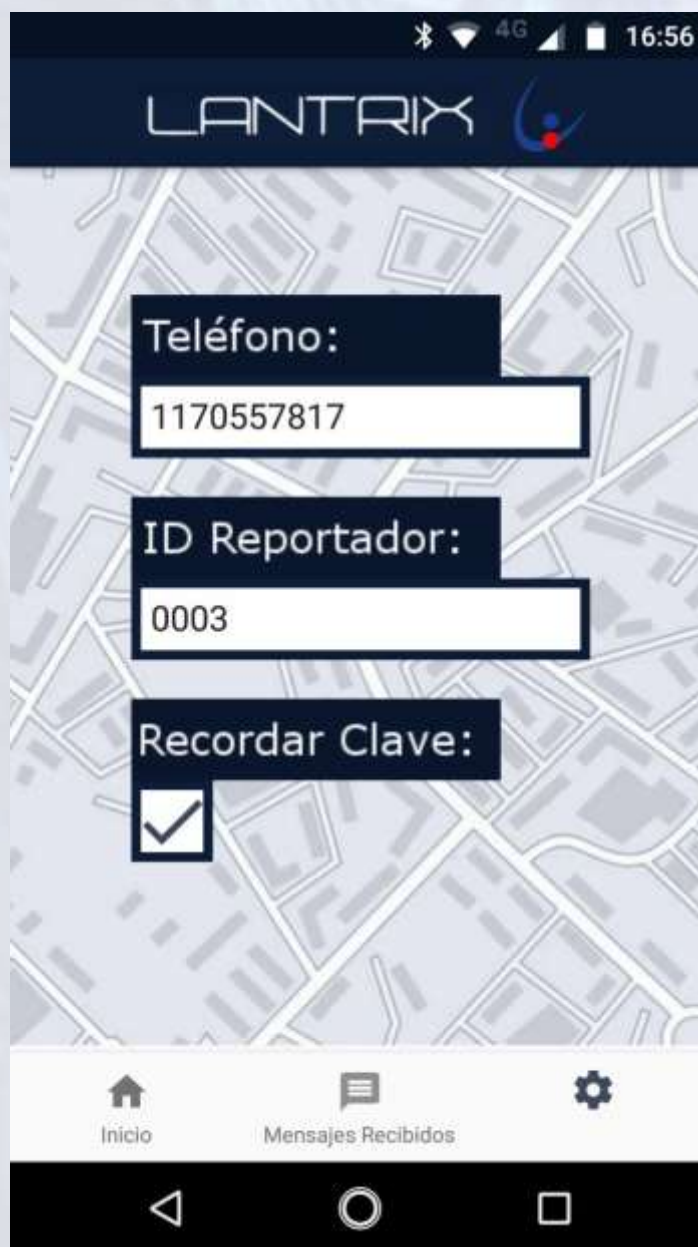 4G 16:56
LANTRIX
Teléfono:
1170557817
ID Reportador:
0003
Recordar Clave:
Inicio
Mensajes Recibidos